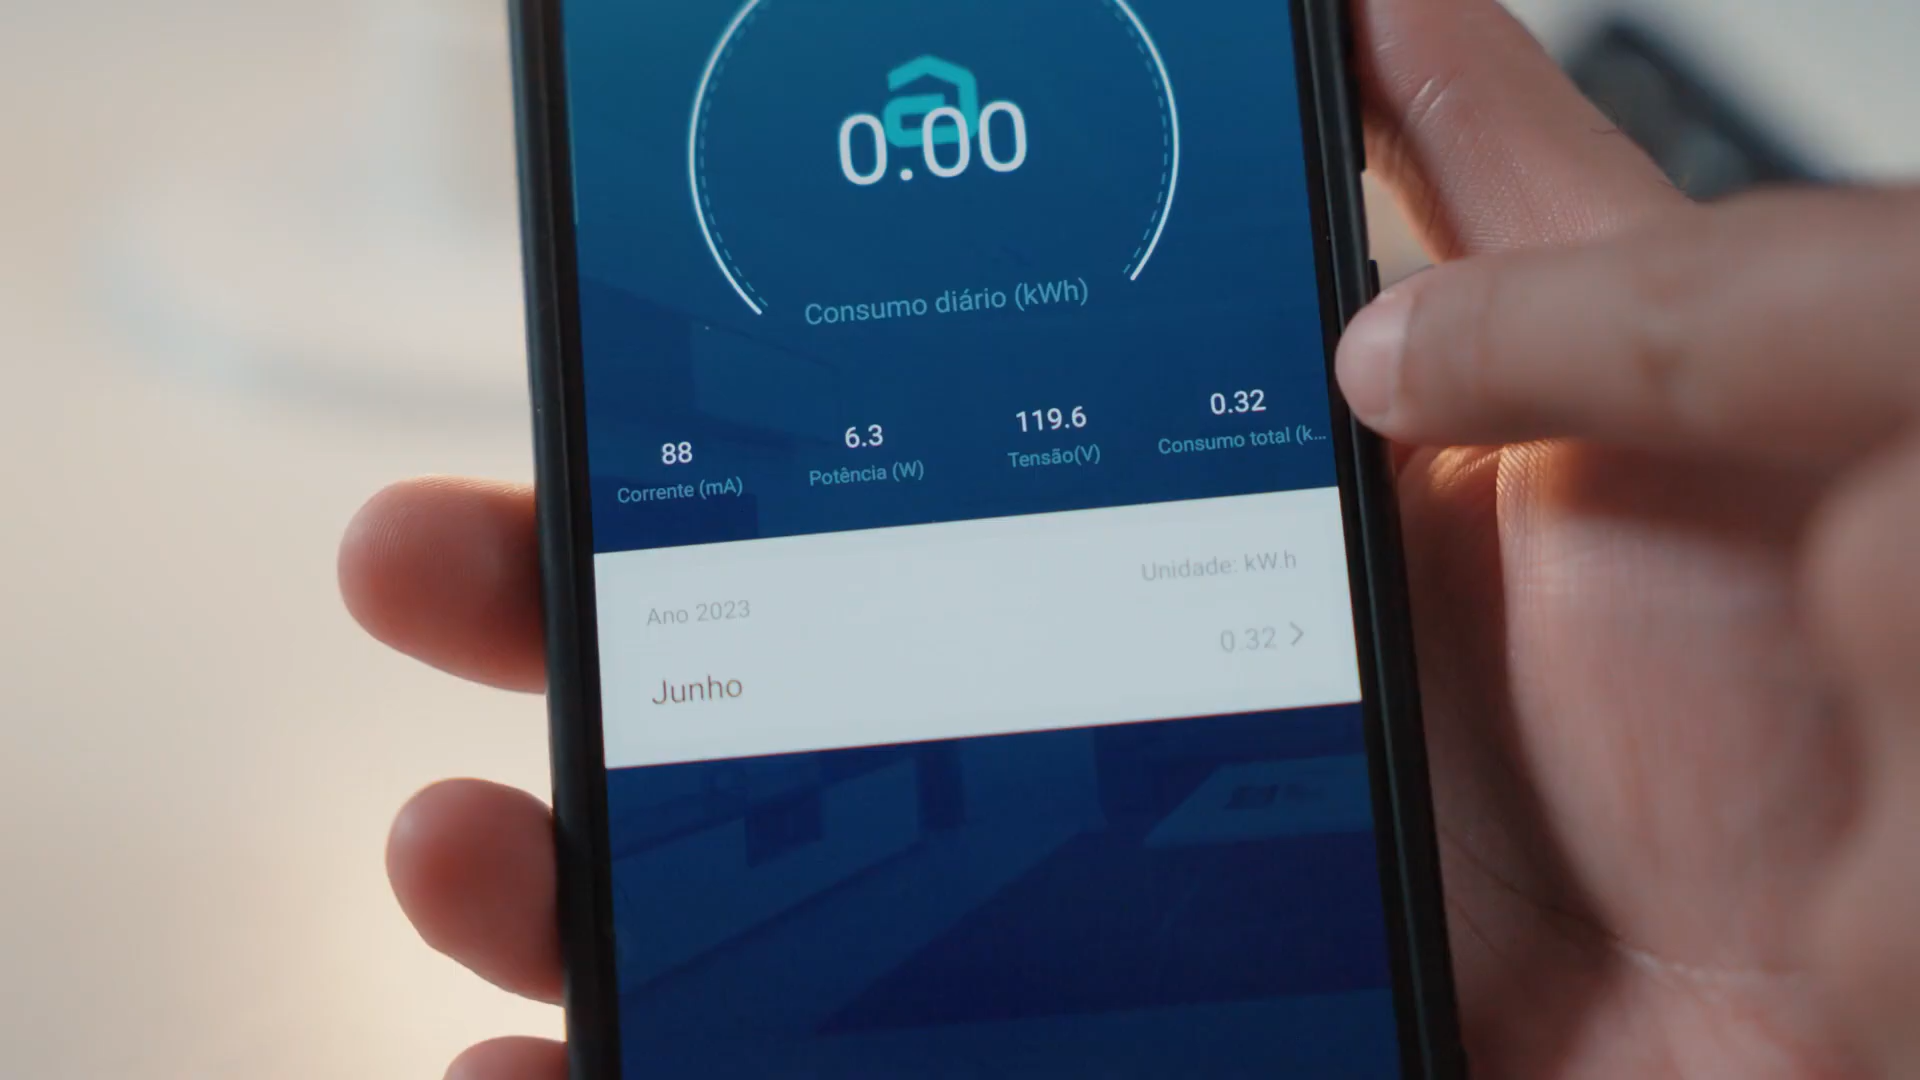 0.00
Consumo diário (kWh)
88
Corrente (mA)
6.3
Potência (W)
119.6
Tensão(V)
0.32
Consumo total (k...
Unidade: kW.h
Ano 2023
0.32
Junho